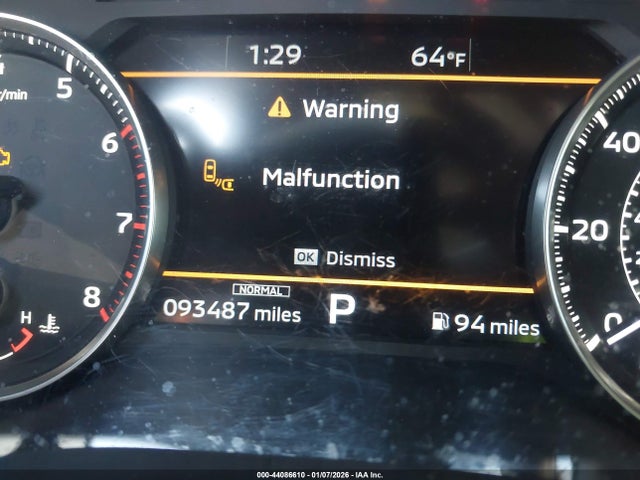 1:29 64°F
Warning
Malfunction
OK Dismiss
NORMAL
093487 miles P 94 miles
5
r/min
6
7
8
H
40
20
0
000-44086610 - 01/07/2026 - IAA Inc.